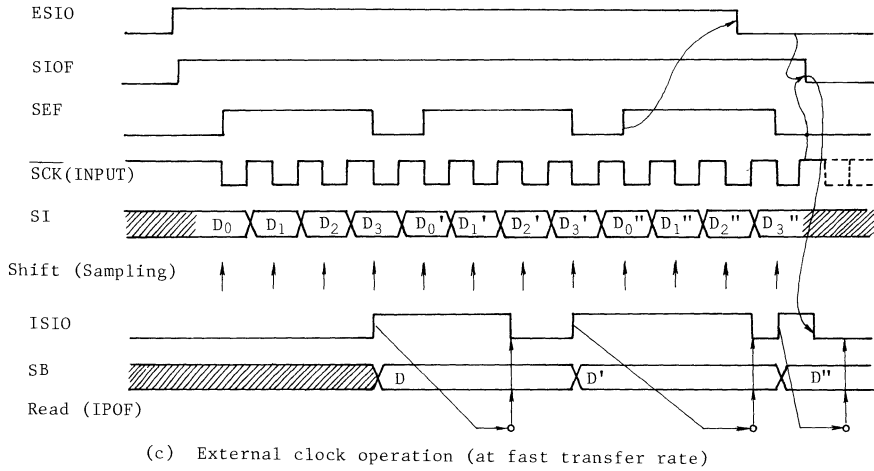 ESIO
SIOF
SEF
SCK(INPUT)
SI D0 D1 D2 D3 D0' D1' D2' D3' D0" D1" D2" D3"
Shift (Sampling)
ISIO
SB D D' D"
Read (IPOF)
(c) External clock operation (at fast transfer rate)